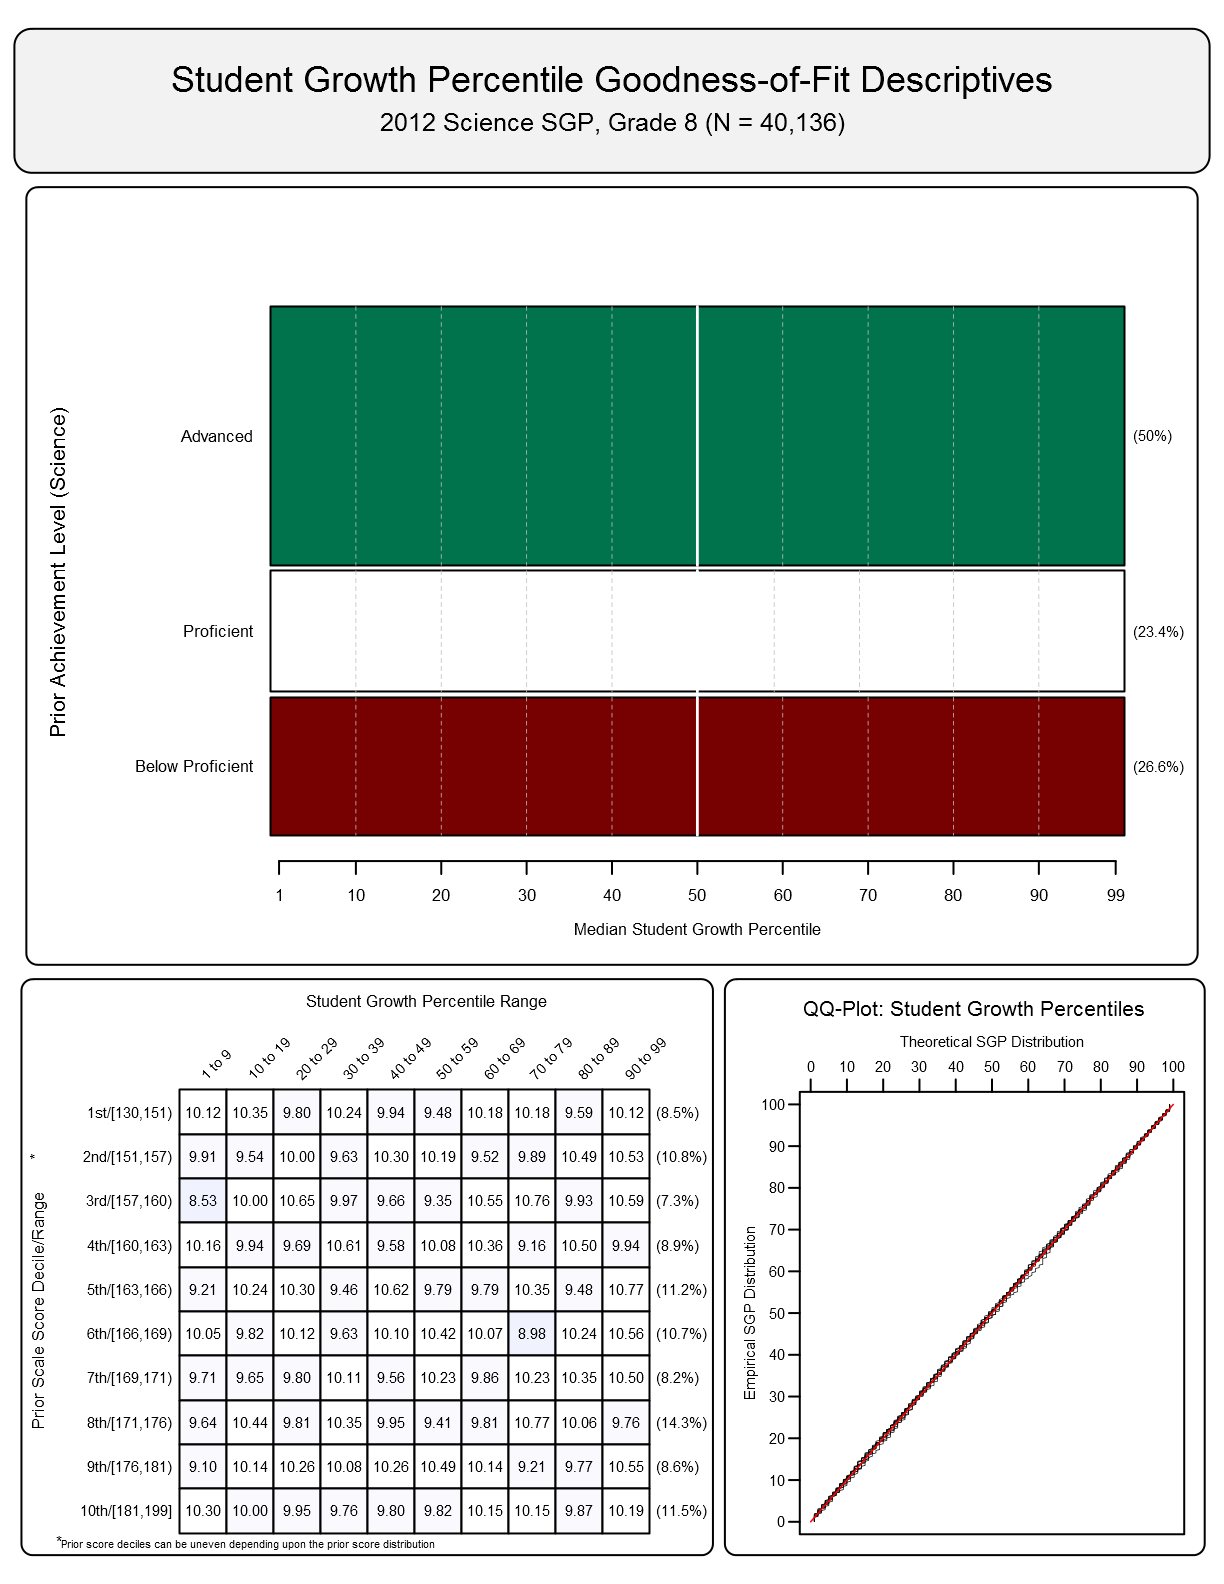 Student Growth Percentile Goodness-of-Fit Descriptives
2012 Science SGP, Grade 8 (N = 40,136)
Prior Achievement Level (Science)
Advanced (50%)
Proficient (23.4%)
Below Proficient (26.6%)
1 10 20 30 40 50 60 70 80 90 99
Median Student Growth Percentile
Student Growth Percentile Range
1 to 9 10 to 19 20 to 29 30 to 39 40 to 49 50 to 59 60 to 69 70 to 79 80 to 89 90 to 99
Prior Scale Score Decile/Range *
1st/[130,151) 10.12 10.35 9.80 10.24 9.94 9.48 10.18 10.18 9.59 10.12 (8.5%)
2nd/[151,157) 9.91 9.54 10.00 9.63 10.30 10.19 9.52 9.89 10.49 10.53 (10.8%)
3rd/[157,160) 8.53 10.00 10.65 9.97 9.66 9.35 10.55 10.76 9.93 10.59 (7.3%)
4th/[160,163) 10.16 9.94 9.69 10.61 9.58 10.08 10.36 9.16 10.50 9.94 (8.9%)
5th/[163,166) 9.21 10.24 10.30 9.46 10.62 9.79 9.79 10.35 9.48 10.77 (11.2%)
6th/[166,169) 10.05 9.82 10.12 9.63 10.10 10.42 10.07 8.98 10.24 10.56 (10.7%)
7th/[169,171) 9.71 9.65 9.80 10.11 9.56 10.23 9.86 10.23 10.35 10.50 (8.2%)
8th/[171,176) 9.64 10.44 9.81 10.35 9.95 9.41 9.81 10.77 10.06 9.76 (14.3%)
9th/[176,181) 9.10 10.14 10.26 10.08 10.26 10.49 10.14 9.21 9.77 10.55 (8.6%)
10th/[181,199] 10.30 10.00 9.95 9.76 9.80 9.82 10.15 10.15 9.87 10.19 (11.5%)
*Prior score deciles can be uneven depending upon the prior score distribution
QQ-Plot: Student Growth Percentiles
Theoretical SGP Distribution
0 10 20 30 40 50 60 70 80 90 100
Empirical SGP Distribution
100
90
80
70
60
50
40
30
20
10
0